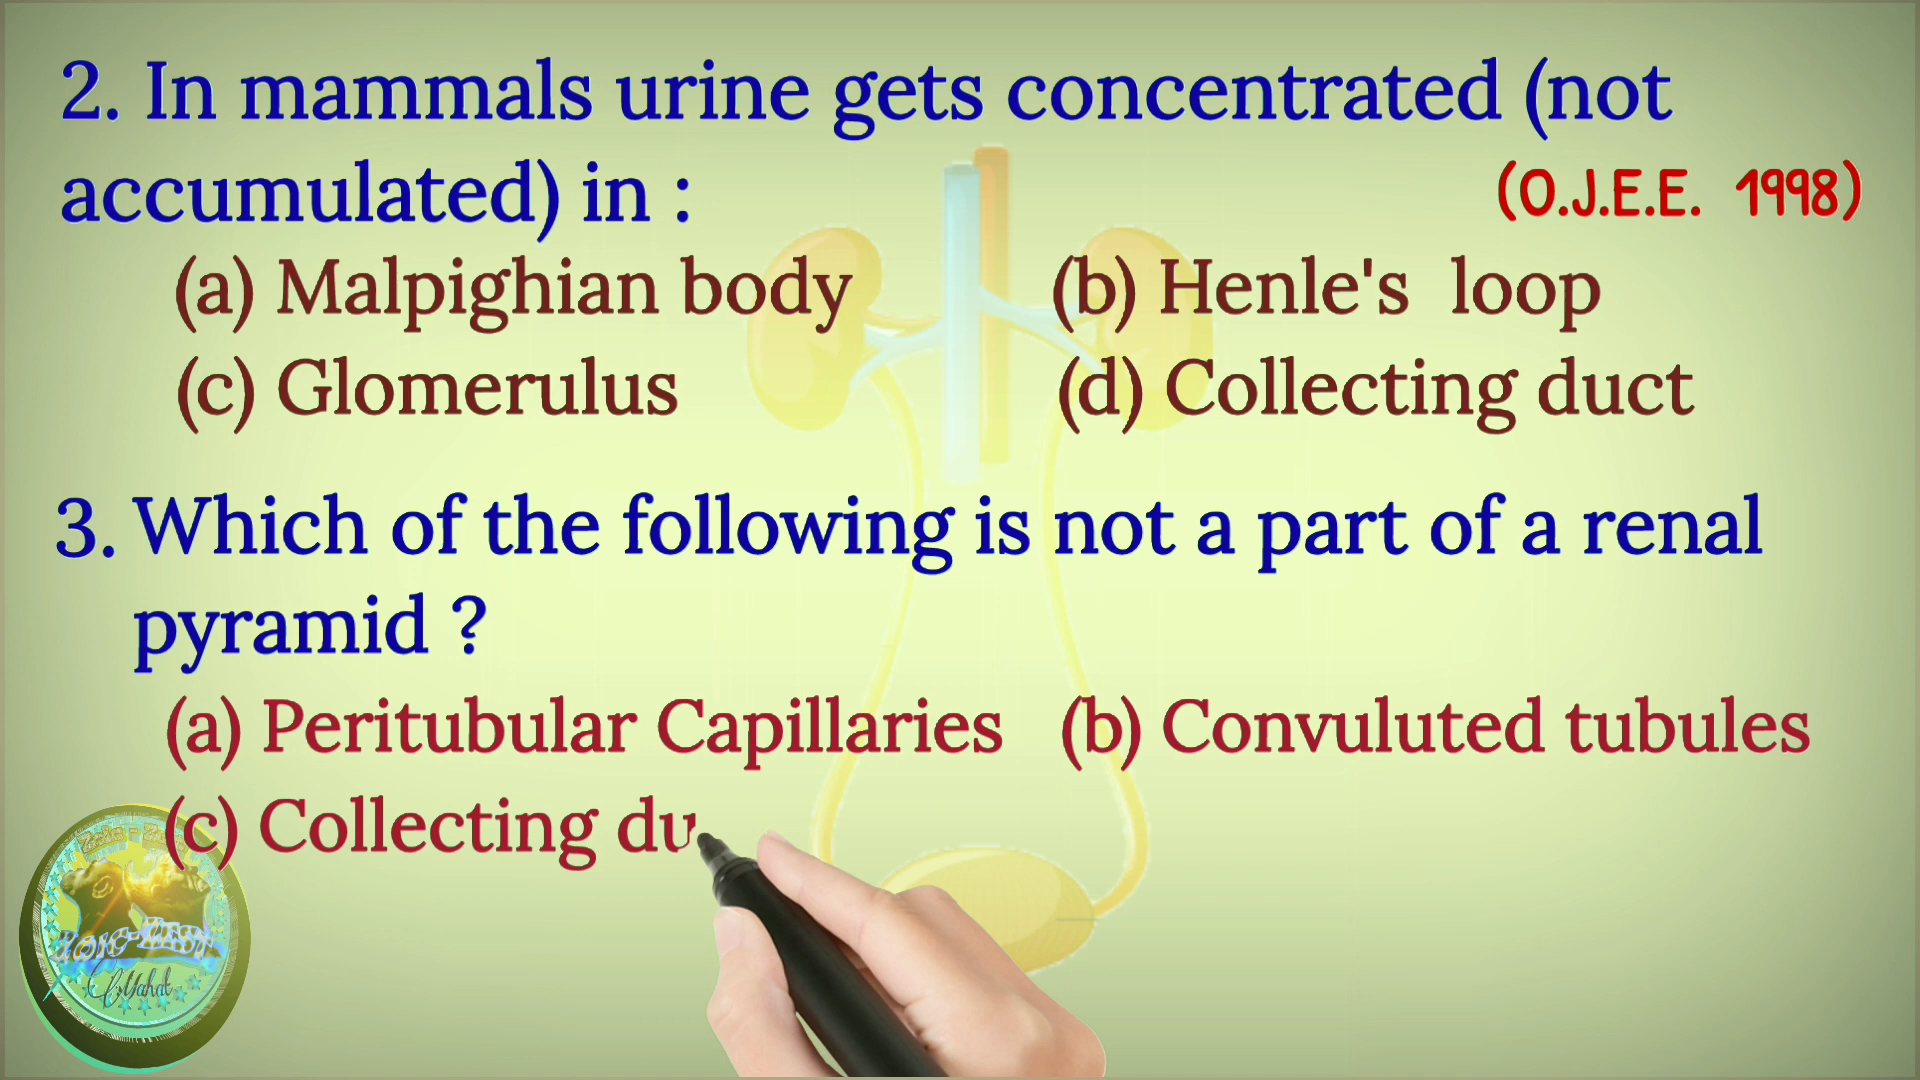 2. In mammals urine gets concentrated (not
accumulated) in :
(O.J.E.E. 1998)
(a) Malpighian body (b) Henle's loop
(c) Glomerulus (d) Collecting duct
3. Which of the following is not a part of a renal
pyramid ?
(a) Peritubular Capillaries (b) Convuluted tubules
(c) Collecting du
Mahat